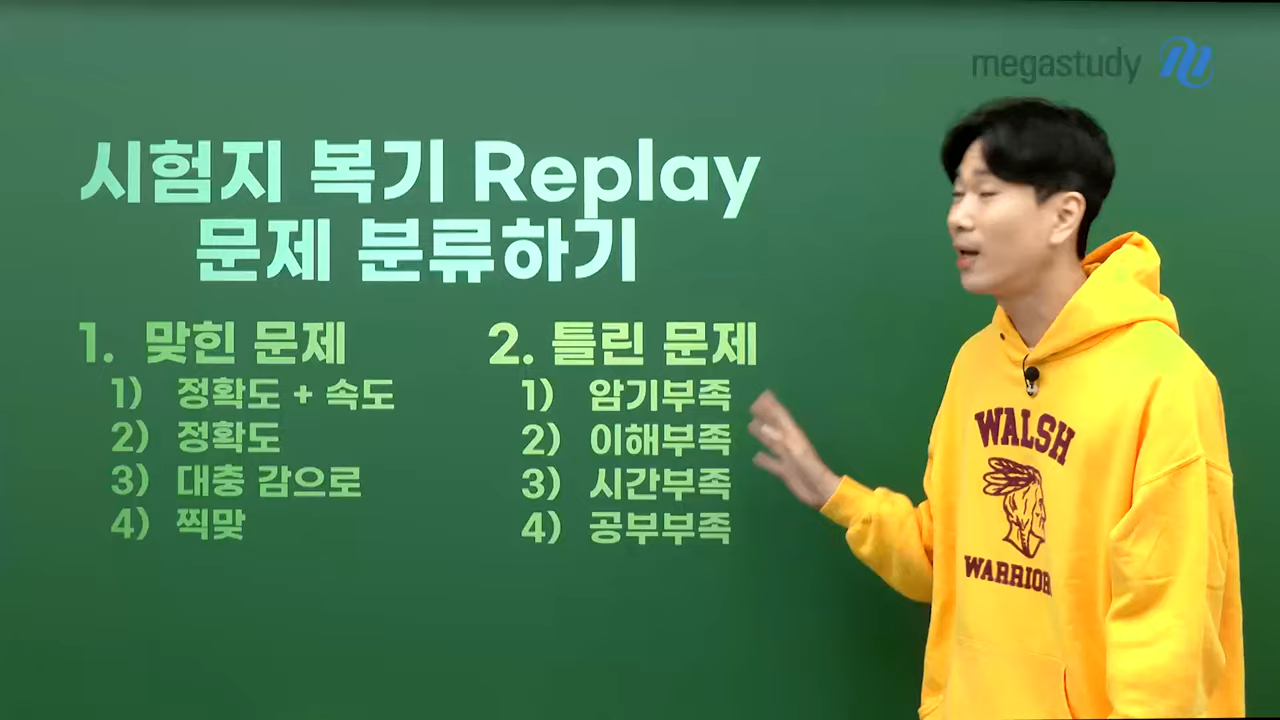 megastudy
시험지 복기 Replay
문제 분류하기
1. 맞힌 문제
1) 정확도 + 속도
2) 정확도
3) 대충 감으로
4) 찍맞
2. 틀린 문제
1) 암기부족
2) 이해부족
3) 시간부족
4) 공부부족
WALSH
WARRIOR